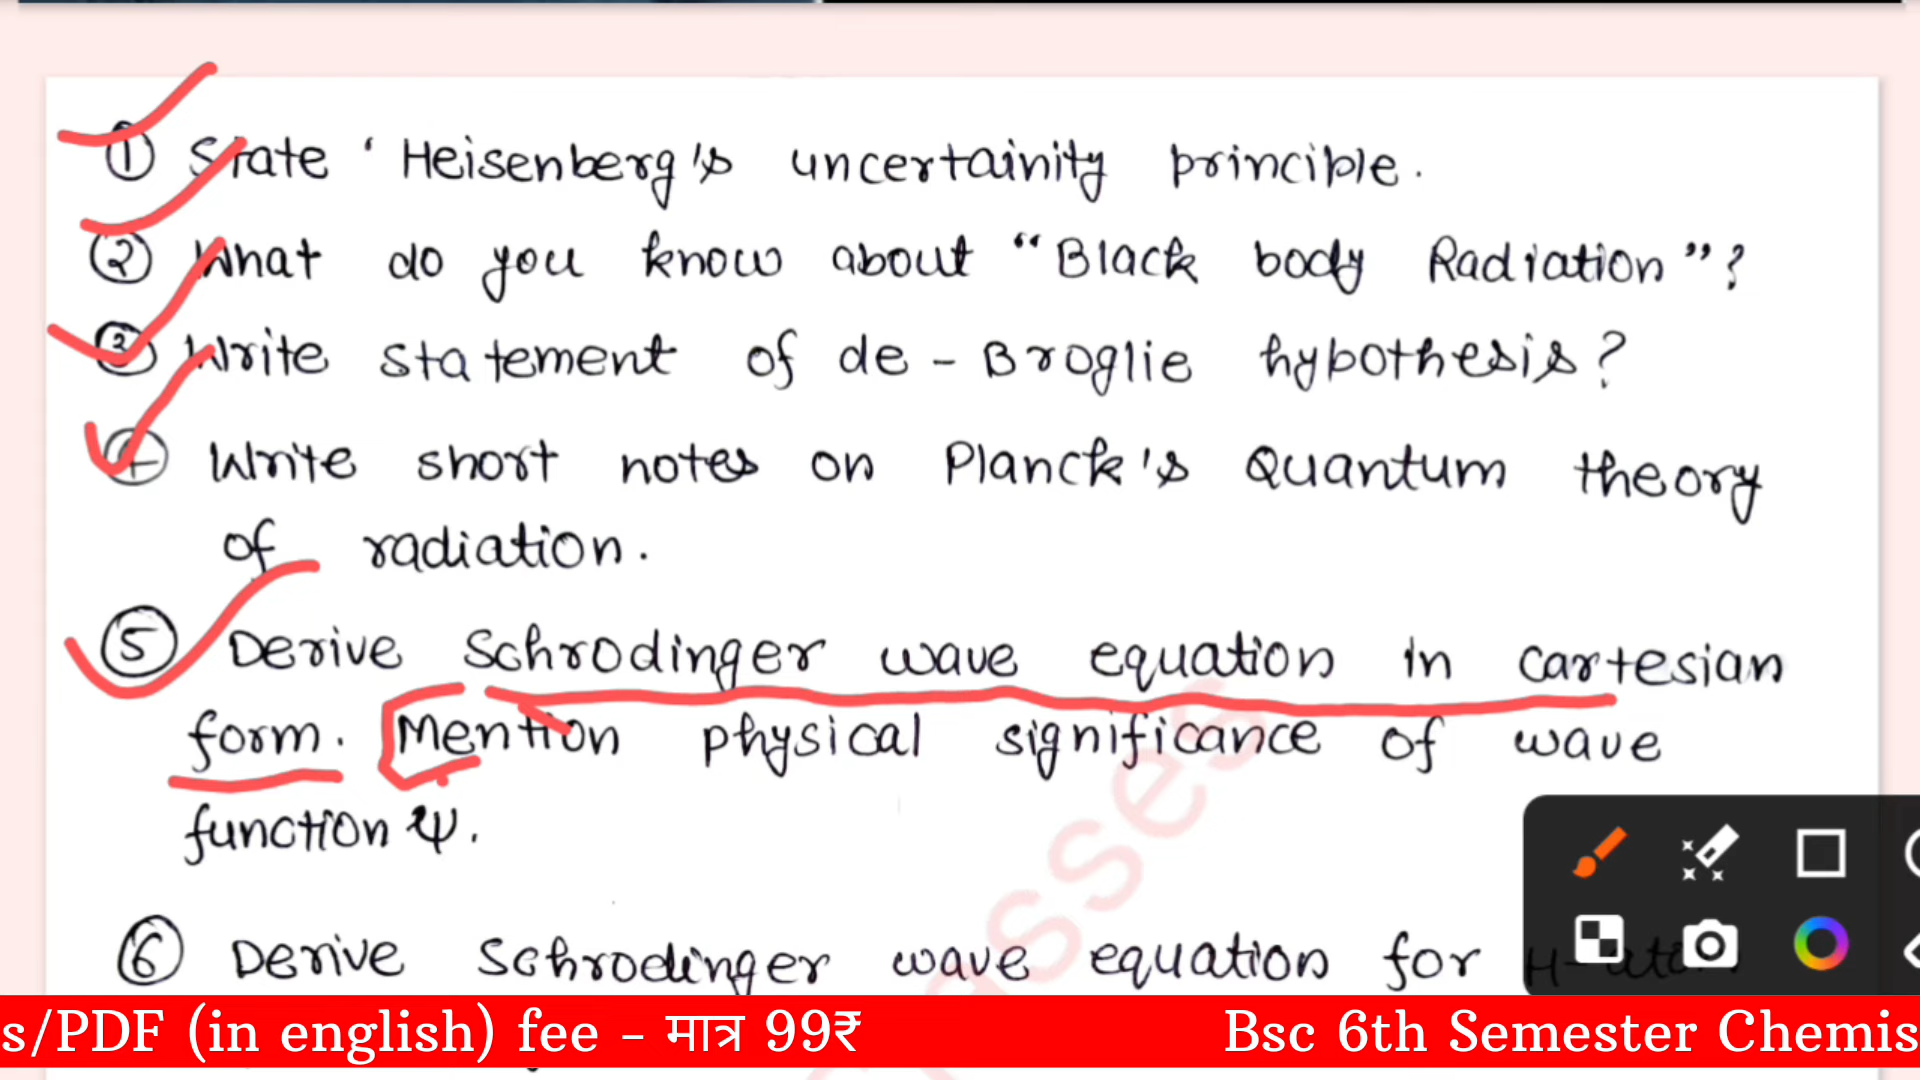 ① State ' Heisenberg's uncertainity principle.
② What do you know about "Black body Radiation"?
③ Write statement of de-Broglie hypothesis?
④ Write short notes on Planck's Quantum theory
of radiation.
⑤ Derive Schrodinger wave equation in cartesian
form. Mention physical significance of wave
function ψ.
asses
⑥ Derive Schrodinger wave equation for H-atom
s/PDF (in english) fee - मात्र 99₹ Bsc 6th Semester Chemis